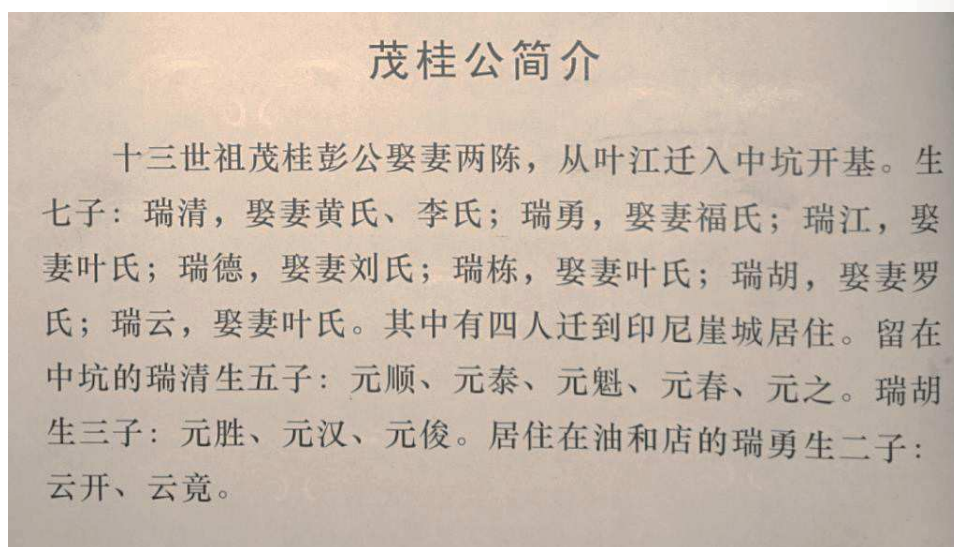 茂桂公简介
十三世祖茂桂彭公娶妻两陈，从叶江迁入中坑开基。生
七子：瑞清，娶妻黄氏、李氏；瑞勇，娶妻福氏；瑞江，娶
妻叶氏；瑞德，娶妻刘氏；瑞栋，娶妻叶氏；瑞胡，娶妻罗
氏；瑞云，娶妻叶氏。其中有四人迁到印尼崖城居住。留在
中坑的瑞清生五子：元顺、元泰、元魁、元春、元之。瑞胡
生三子：元胜、元汉、元俊。居住在油和店的瑞勇生二子：
云开、云竟。